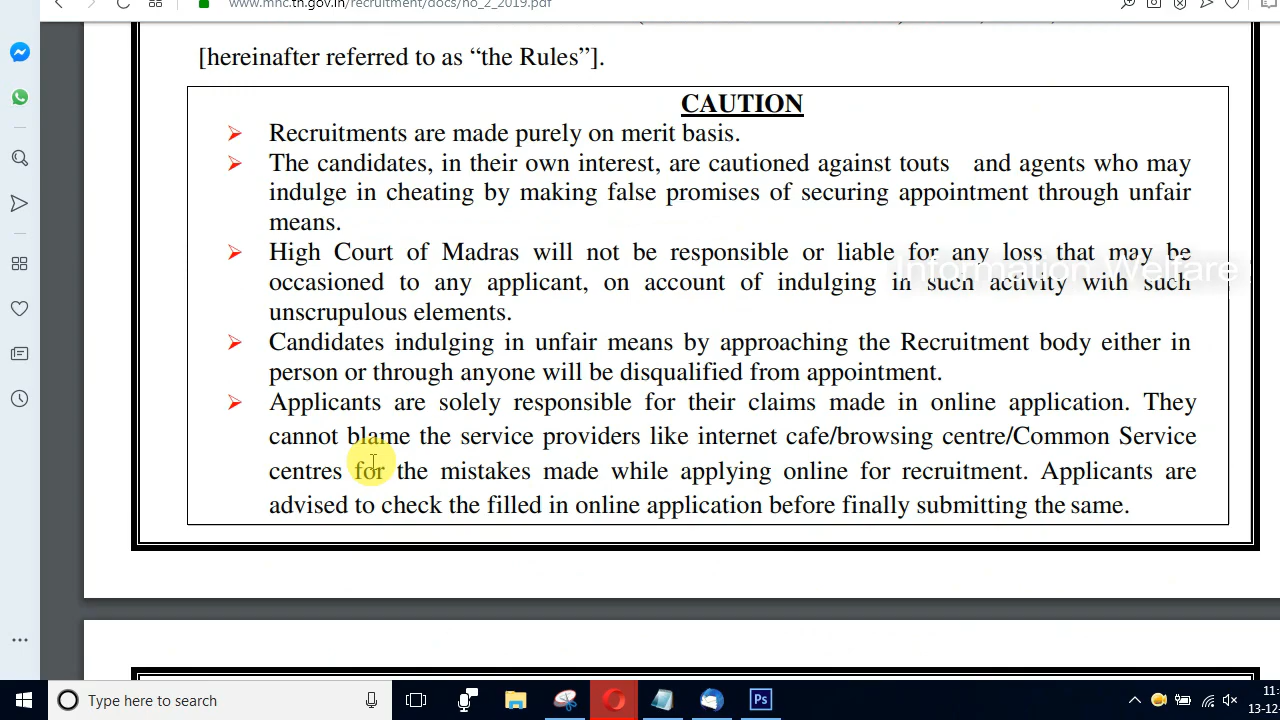 www.mhc.tn.gov.in/recruitment/docs/no_2_2019.pdf
[hereinafter referred to as “the Rules”].
CAUTION
Recruitments are made purely on merit basis.
The candidates, in their own interest, are cautioned against touts and agents who may
indulge in cheating by making false promises of securing appointment through unfair
means.
High Court of Madras will not be responsible or liable for any loss that may be
Information Welfare
occasioned to any applicant, on account of indulging in such activity with such
unscrupulous elements.
Candidates indulging in unfair means by approaching the Recruitment body either in
person or through anyone will be disqualified from appointment.
Applicants are solely responsible for their claims made in online application. They
cannot blame the service providers like internet cafe/browsing centre/Common Service
centres for the mistakes made while applying online for recruitment. Applicants are
advised to check the filled in online application before finally submitting the same.
Type here to search
Ps
11:
13-12-